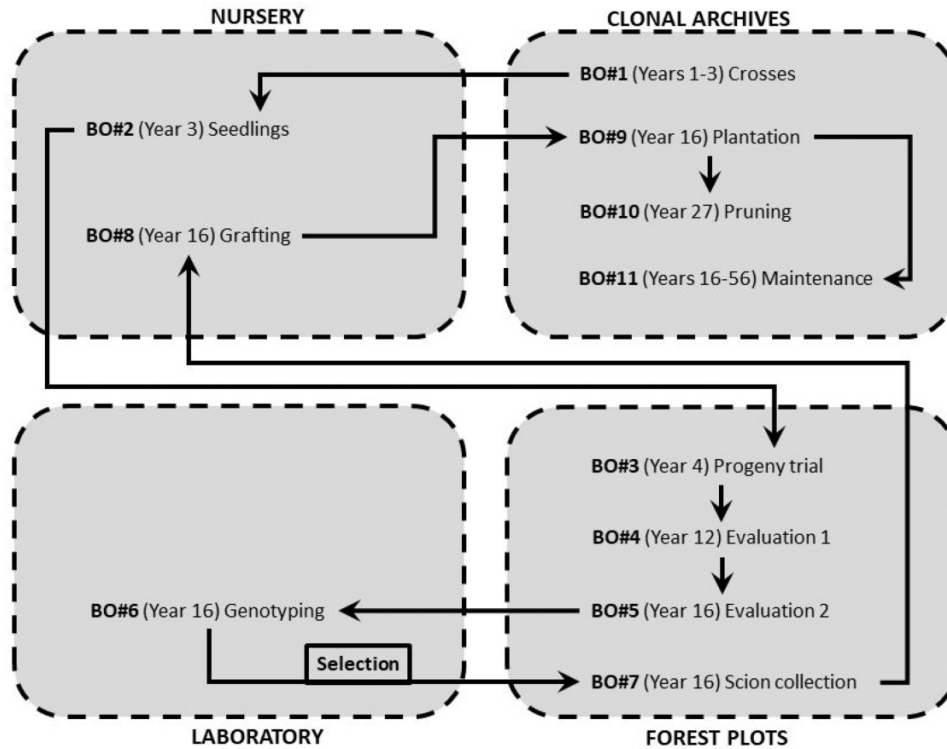 NURSERY
CLONAL ARCHIVES
BO#1 (Years 1-3) Crosses
BO#2 (Year 3) Seedlings
BO#9 (Year 16) Plantation
BO#10 (Year 27) Pruning
BO#8 (Year 16) Grafting
BO#11 (Years 16-56) Maintenance
BO#3 (Year 4) Progeny trial
BO#4 (Year 12) Evaluation 1
BO#6 (Year 16) Genotyping
BO#5 (Year 16) Evaluation 2
Selection
BO#7 (Year 16) Scion collection
LABORATORY
FOREST PLOTS